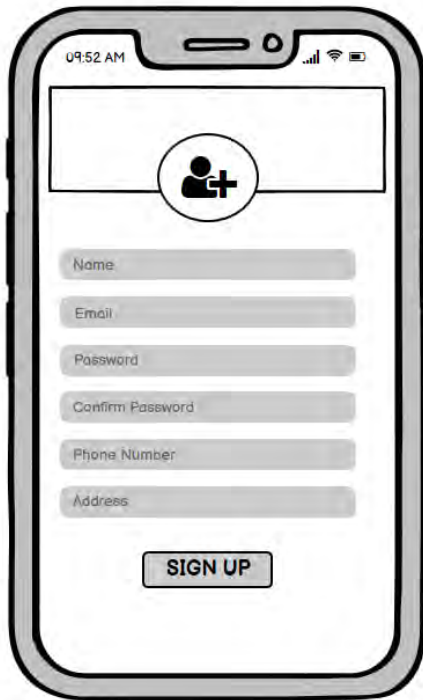 09:52 AM
Name
Email
Password
Confirm Password
Phone Number
Address
SIGN UP